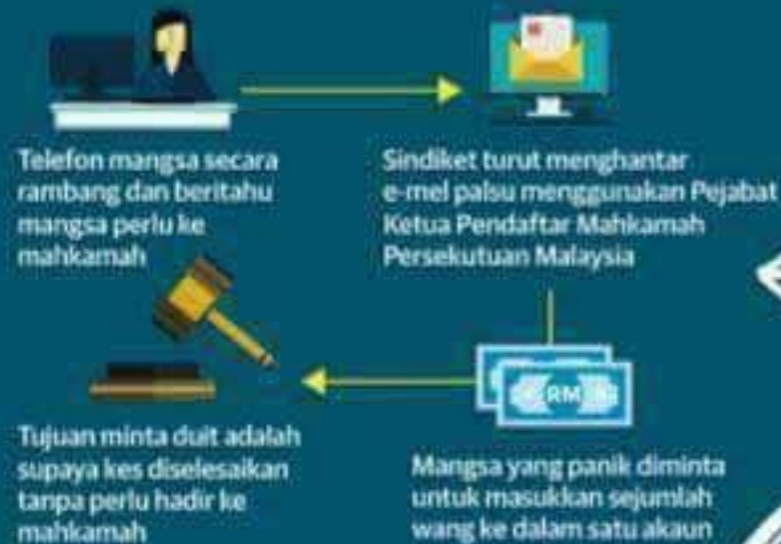 Telefon mangsa secara
rambang dan beritahu
mangsa perlu ke
mahkamah
Sindiket turut menghantar
e-mel palsu menggunakan Pejabat
Ketua Pendaftar Mahkamah
Persekutuan Malaysia
RM
Mangsa yang panik diminta
untuk masukkan sejumlah
wang ke dalam satu akaun
Tujuan minta duit adalah
supaya kes diselesaikan
tanpa perlu hadir ke
mahkamah